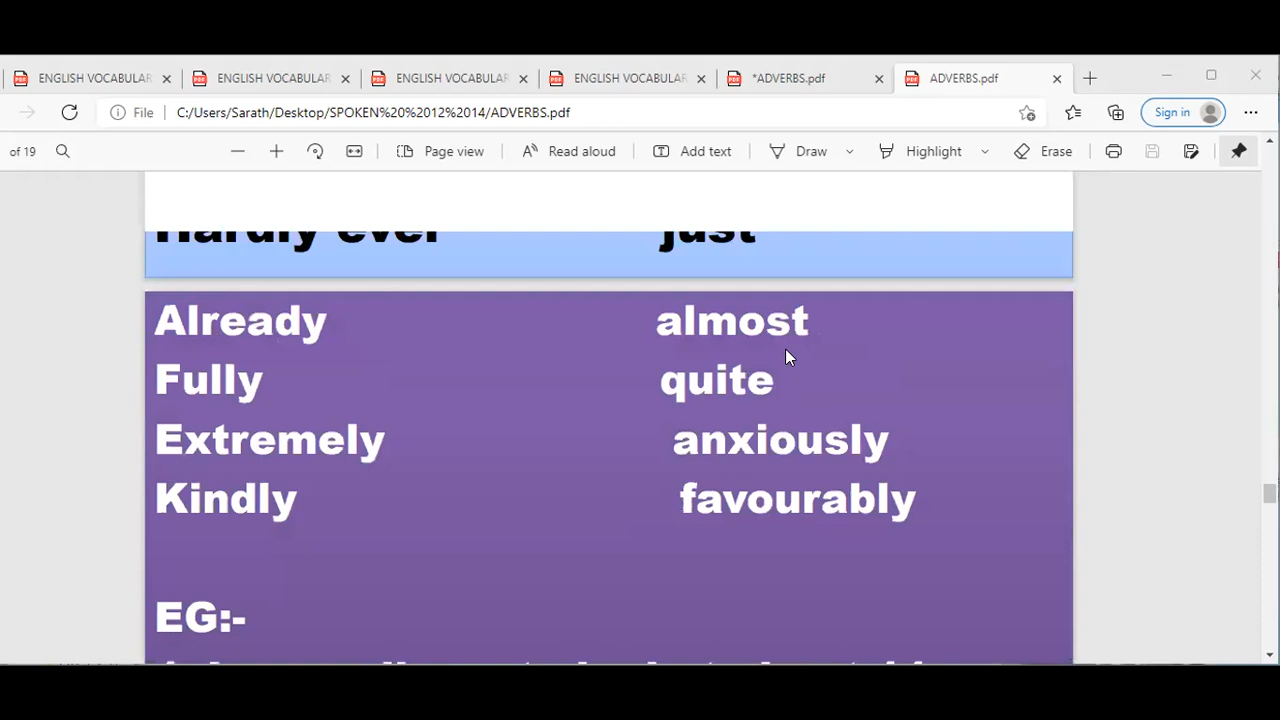 ENGLISH VOCABULAR ENGLISH VOCABULAR ENGLISH VOCABULAR ENGLISH VOCABULAR *ADVERBS.pdf ADVERBS.pdf
File C:/Users/Sarath/Desktop/SPOKEN%20%2012%2014/ADVERBS.pdf Sign in
of 19 Page view Read aloud Add text Draw Highlight Erase
Hardly ever just
Already almost
Fully quite
Extremely anxiously
Kindly favourably
EG:-